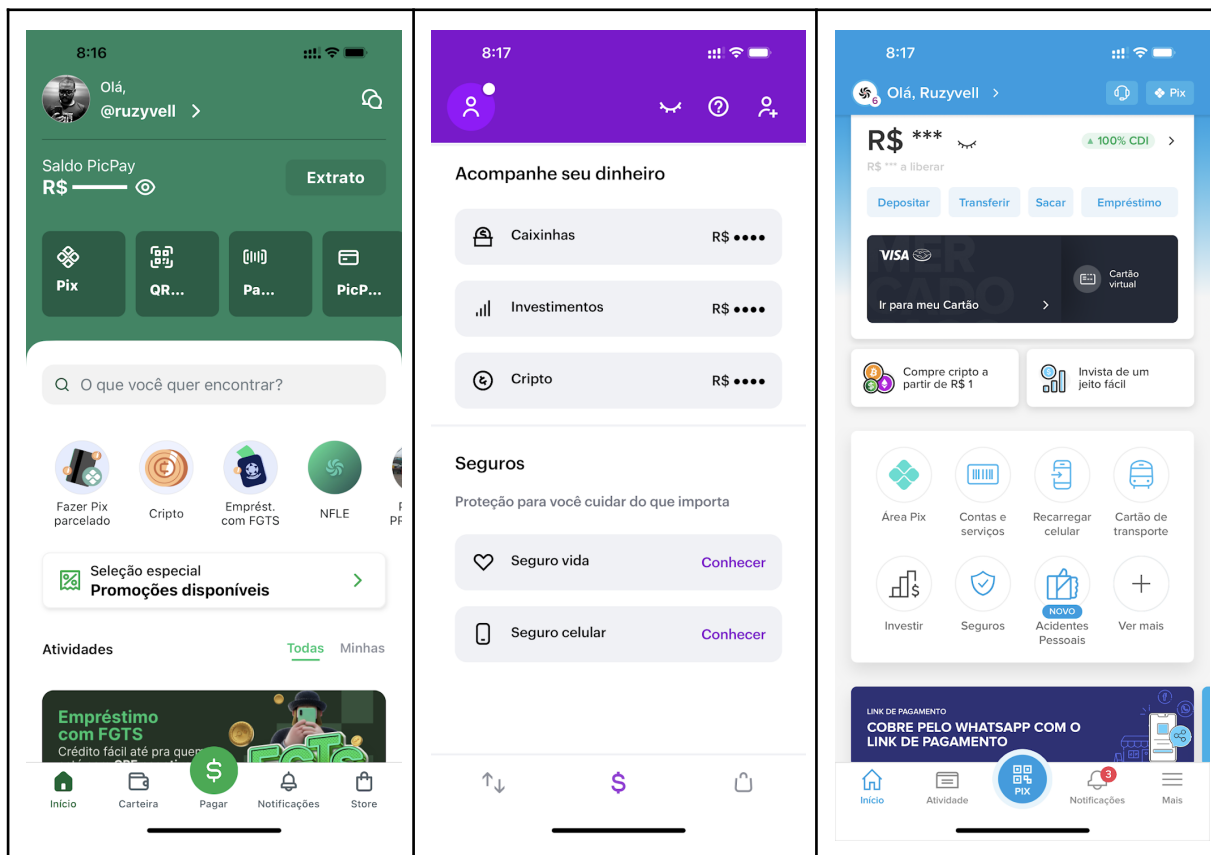 8:16
Olá,
@ruzyvell
Saldo PicPay
R$
Extrato
Pix
QR...
Pa...
PicP...
O que você quer encontrar?
Fazer Pix
parcelado
Cripto
Emprést.
com FGTS
NFLE
Seleção especial
Promoções disponíveis
Atividades
Todas
Minhas
Empréstimo
com FGTS
Crédito fácil até pra quem
FGTS
Início
Carteira
Pagar
Notificações
Store
8:17
Acompanhe seu dinheiro
Caixinhas
R$ ••••
Investimentos
R$ ••••
Cripto
R$ ••••
Seguros
Proteção para você cuidar do que importa
Seguro vida
Conhecer
Seguro celular
Conhecer
8:17
6
Olá, Ruzyvell
Pix
R$ ***
100% CDI
R$ *** a liberar
Depositar
Transferir
Sacar
Empréstimo
MER
CADO
VISA
Cartão
virtual
Ir para meu Cartão
Compre cripto a
partir de R$ 1
Invista de um
jeito fácil
Área Pix
Contas e
serviços
Recarregar
celular
Cartão de
transporte
Investir
Seguros
NOVO
Acidentes
Pessoais
Ver mais
LINK DE PAGAMENTO
COBRE PELO WHATSAPP COM O
LINK DE PAGAMENTO
Início
Atividade
PIX
3
Notificações
Mais